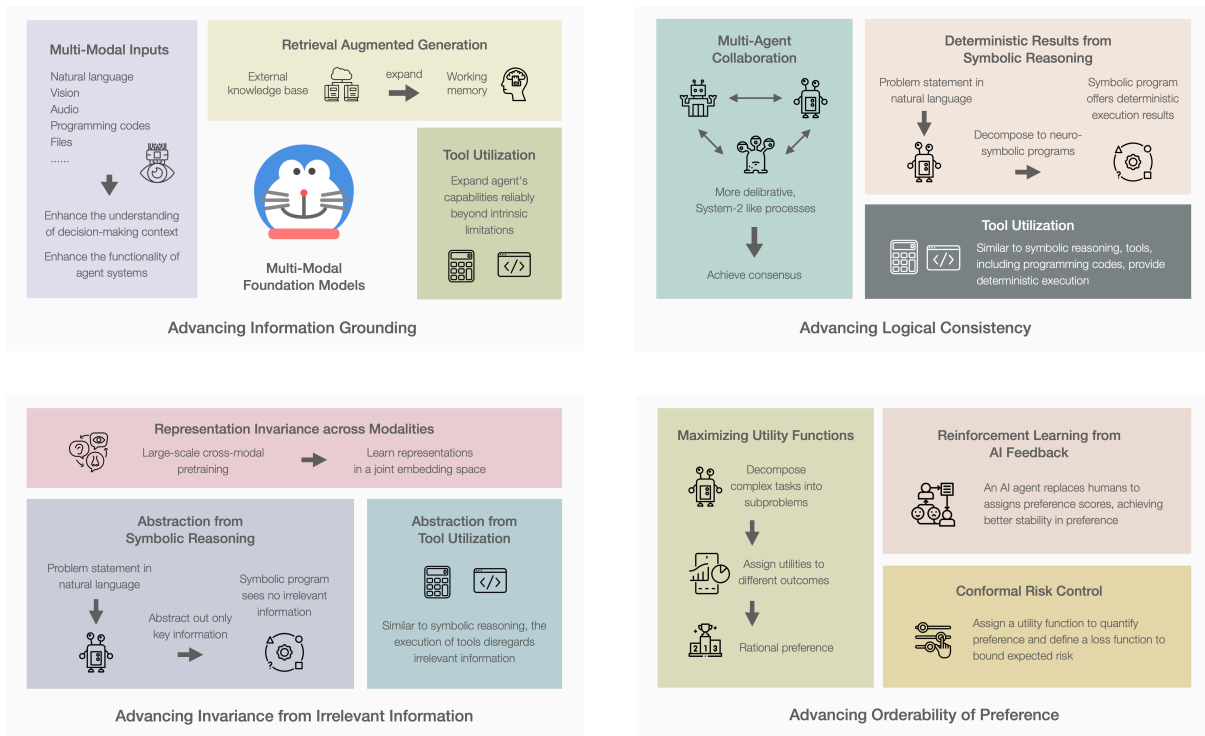 Multi-Modal Inputs
Natural language
Vision
Audio
Programming codes
Files
......
Enhance the understanding
of decision-making context
Enhance the functionality of
agent systems
Retrieval Augmented Generation
External
knowledge base
expand
Working
memory
Multi-Modal
Foundation Models
Tool Utilization
Expand agent's
capabilities reliably
beyond intrinsic
limitations
</>
Advancing Information Grounding
Multi-Agent
Collaboration
More delibrative,
System-2 like processes
Achieve consensus
Deterministic Results from
Symbolic Reasoning
Problem statement in
natural language
Decompose to neuro-
symbolic programs
Symbolic program
offers deterministic
execution results
?
Tool Utilization
</>
Similar to symbolic reasoning, tools,
including programming codes, provide
deterministic execution
Advancing Logical Consistency
Representation Invariance across Modalities
Large-scale cross-modal
pretraining
Learn representations
in a joint embedding space
Abstraction from
Symbolic Reasoning
Problem statement in
natural language
Abstract out only
key information
Symbolic program
sees no irrelevant
information
?
Abstraction from
Tool Utilization
</>
Similar to symbolic reasoning, the
execution of tools disregards
irrelevant information
Advancing Invariance from Irrelevant Information
Maximizing Utility Functions
Decompose
complex tasks into
subproblems
Assign utilities to
different outcomes
2 1 3
Rational preference
Reinforcement Learning from
AI Feedback
An AI agent replaces humans to
assigns preference scores, achieving
better stability in preference
Conformal Risk Control
Assign a utility function to quantify
preference and define a loss function to
bound expected risk
Advancing Orderability of Preference